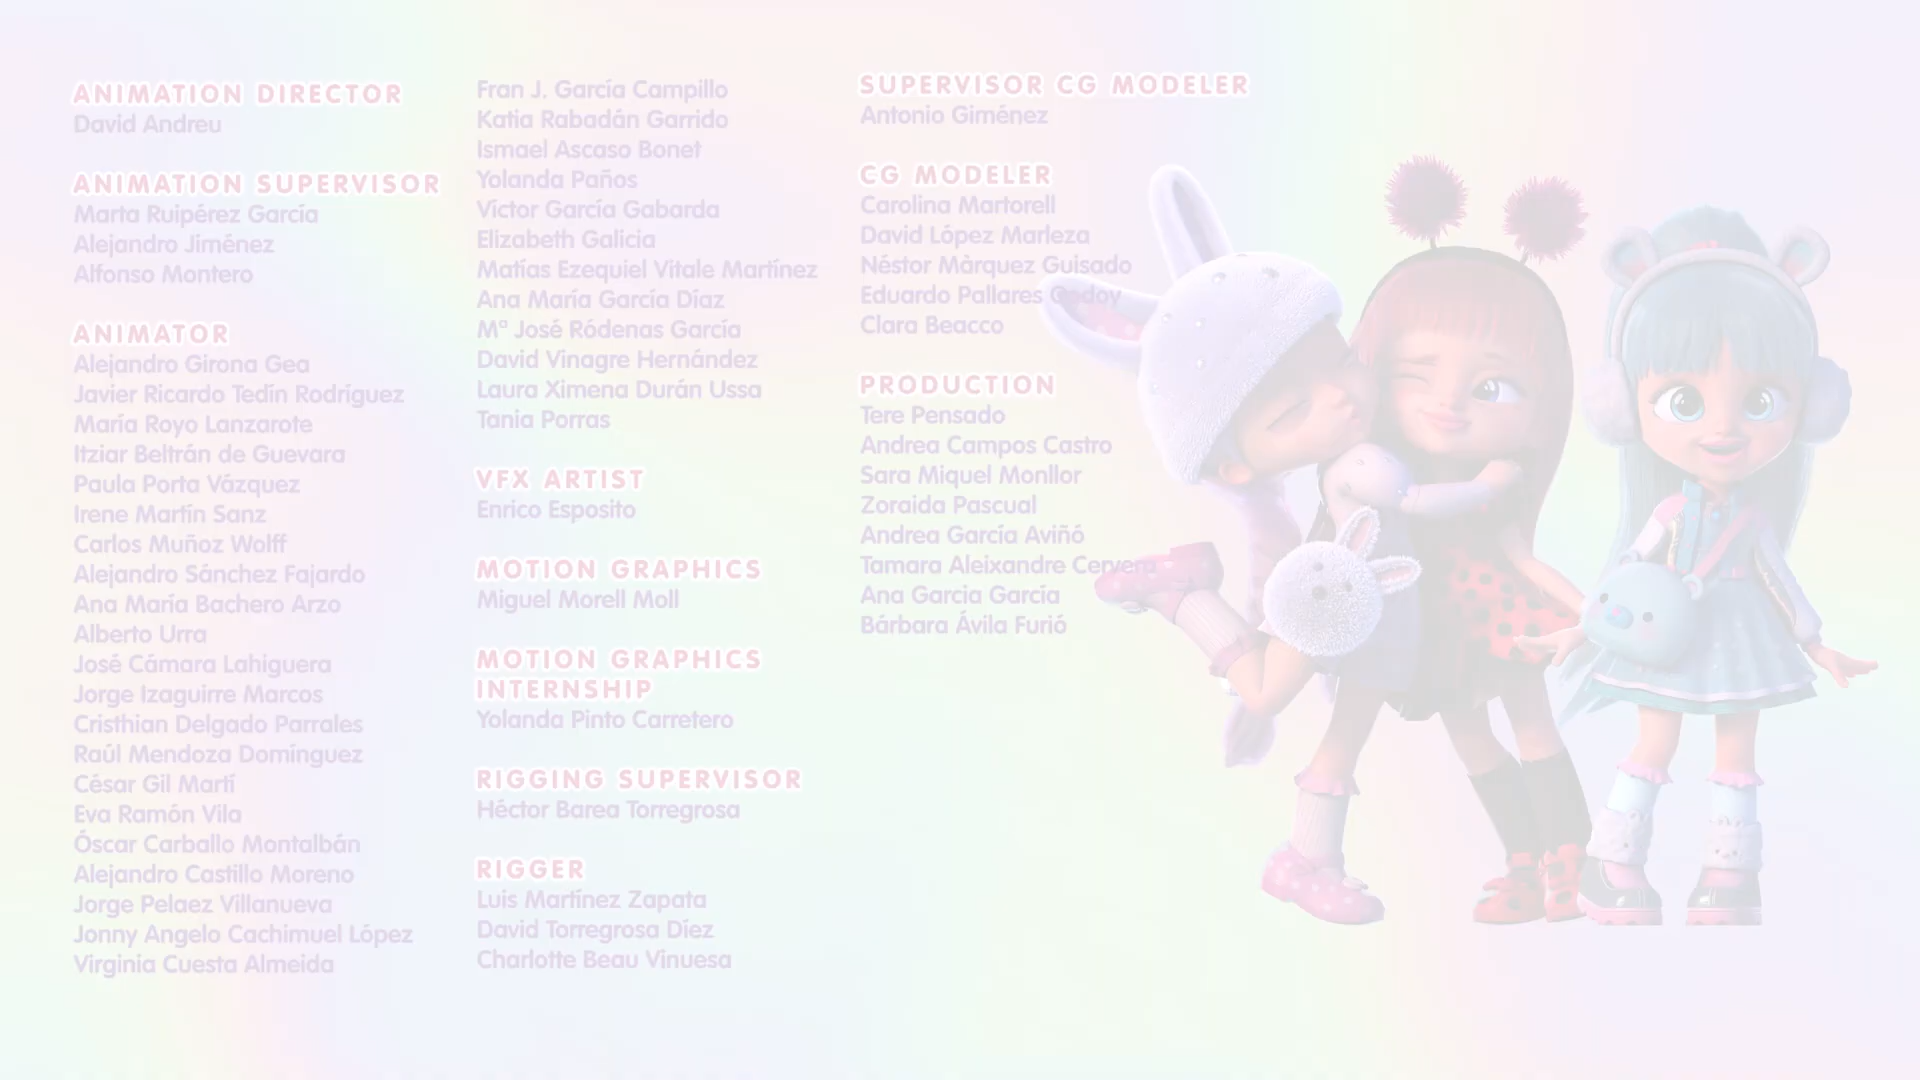 ANIMATION DIRECTOR
David Andreu
ANIMATION SUPERVISOR
Marta Ruipérez García
Alejandro Jiménez
Alfonso Montero
ANIMATOR
Alejandro Girona Gea
Javier Ricardo Tedín Rodríguez
María Royo Lanzarote
Itziar Beltrán de Guevara
Paula Porta Vázquez
Irene Martín Sanz
Carlos Muñoz Wolff
Alejandro Sánchez Fajardo
Ana María Bachero Arzo
Alberto Urra
José Cámara Lahiguera
Jorge Izaguirre Marcos
Cristhian Delgado Parrales
Raúl Mendoza Domínguez
César Gil Martí
Eva Ramón Vila
Óscar Carballo Montalbán
Alejandro Castillo Moreno
Jorge Pelaez Villanueva
Jonny Angelo Cachimuel López
Virginia Cuesta Almeida
Fran J. García Campillo
Katia Rabadán Garrido
Ismael Ascaso Bonet
Yolanda Paños
Víctor García Gabarda
Elizabeth Galicia
Matías Ezequiel Vitale Martínez
Ana María García Díaz
Mª José Ródenas García
David Vinagre Hernández
Laura Ximena Durán Ussa
Tania Porras
VFX ARTIST
Enrico Esposito
MOTION GRAPHICS
Miguel Morell Moll
MOTION GRAPHICS
INTERNSHIP
Yolanda Pinto Carretero
RIGGING SUPERVISOR
Héctor Barea Torregrosa
RIGGER
Luis Martínez Zapata
David Torregrosa Díez
Charlotte Beau Vinuesa
SUPERVISOR CG MODELER
Antonio Giménez
CG MODELER
Carolina Martorell
David López Marleza
Néstor Màrquez Guisado
Eduardo Pallares Godoy
Clara Beacco
PRODUCTION
Tere Pensado
Andrea Campos Castro
Sara Miquel Monllor
Zoraida Pascual
Andrea García Aviñó
Tamara Aleixandre Cervera
Ana Garcia Garcia
Bárbara Ávila Furió